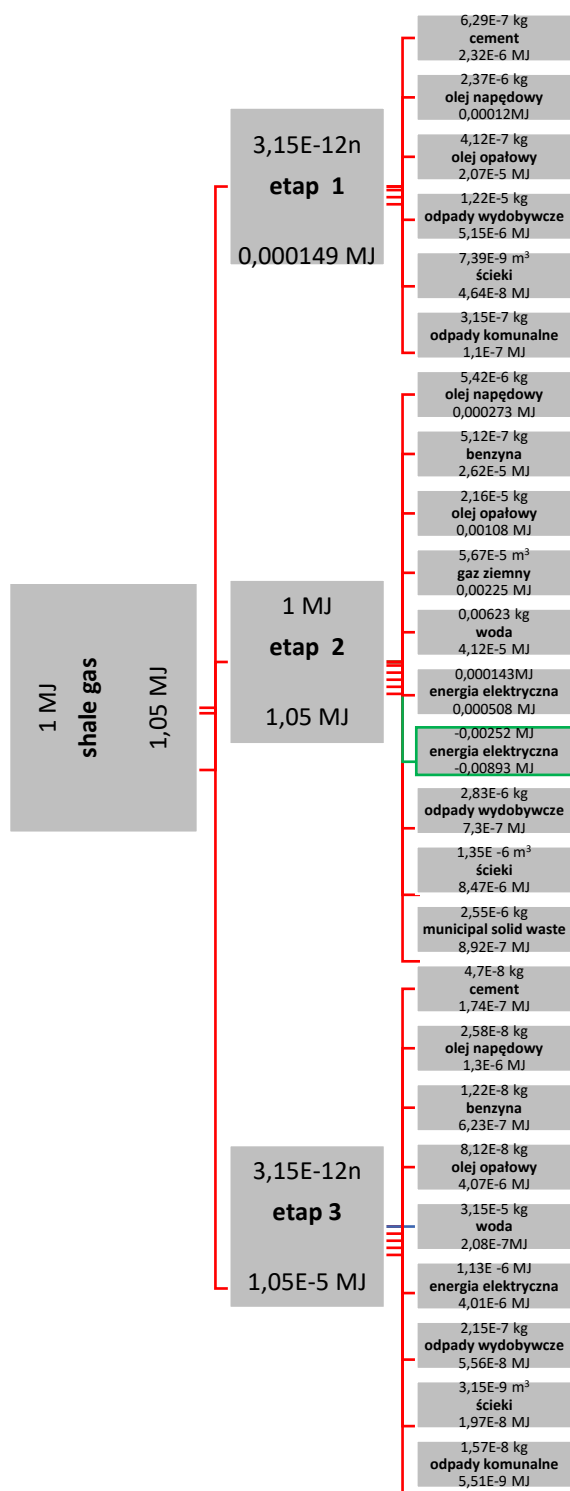 1 MJ
shale gas
1,05 MJ
3,15E-12n
etap 1
0,000149 MJ
6,29E-7 kg
cement
2,32E-6 MJ
2,37E-6 kg
olej napędowy
0,00012MJ
4,12E-7 kg
olej opałowy
2,07E-5 MJ
1,22E-5 kg
odpady wydobywcze
5,15E-6 MJ
7,39E-9 m³
ścieki
4,64E-8 MJ
3,15E-7 kg
odpady komunalne
1,1E-7 MJ
1 MJ
etap 2
1,05 MJ
5,42E-6 kg
olej napędowy
0,000273 MJ
5,12E-7 kg
benzyna
2,62E-5 MJ
2,16E-5 kg
olej opałowy
0,00108 MJ
5,67E-5 m³
gaz ziemny
0,00225 MJ
0,00623 kg
woda
4,12E-5 MJ
0,000143MJ
energia elektryczna
0,000508 MJ
-0,00252 MJ
energia elektryczna
-0,00893 MJ
2,83E-6 kg
odpady wydobywcze
7,3E-7 MJ
1,35E -6 m³
ścieki
8,47E-6 MJ
2,55E-6 kg
municipal solid waste
8,92E-7 MJ
3,15E-12n
etap 3
1,05E-5 MJ
4,7E-8 kg
cement
1,74E-7 MJ
2,58E-8 kg
olej napędowy
1,3E-6 MJ
1,22E-8 kg
benzyna
6,23E-7 MJ
8,12E-8 kg
olej opałowy
4,07E-6 MJ
3,15E-5 kg
woda
2,08E-7MJ
1,13E -6 MJ
energia elektryczna
4,01E-6 MJ
2,15E-7 kg
odpady wydobywcze
5,56E-8 MJ
3,15E-9 m³
ścieki
1,97E-8 MJ
1,57E-8 kg
odpady komunalne
5,51E-9 MJ